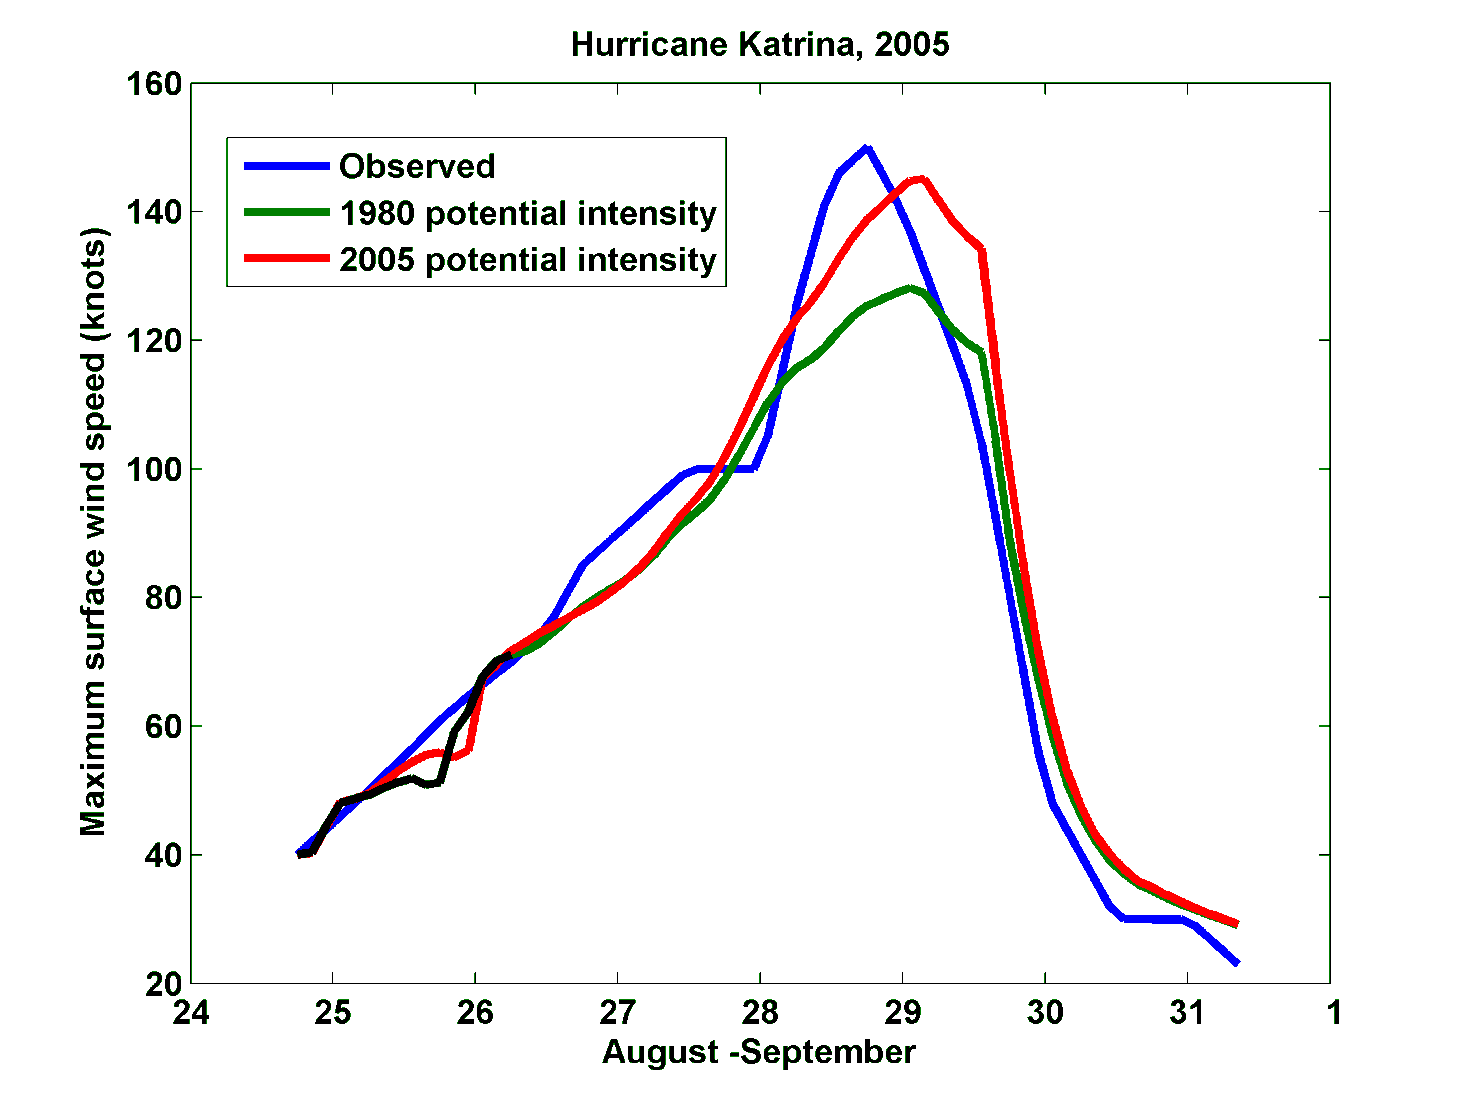 Hurricane Katrina, 2005
160
140
120
100
80
60
40
20
Maximum surface wind speed (knots)
Observed
1980 potential intensity
2005 potential intensity
24 25 26 27 28 29 30 31 1
August -September